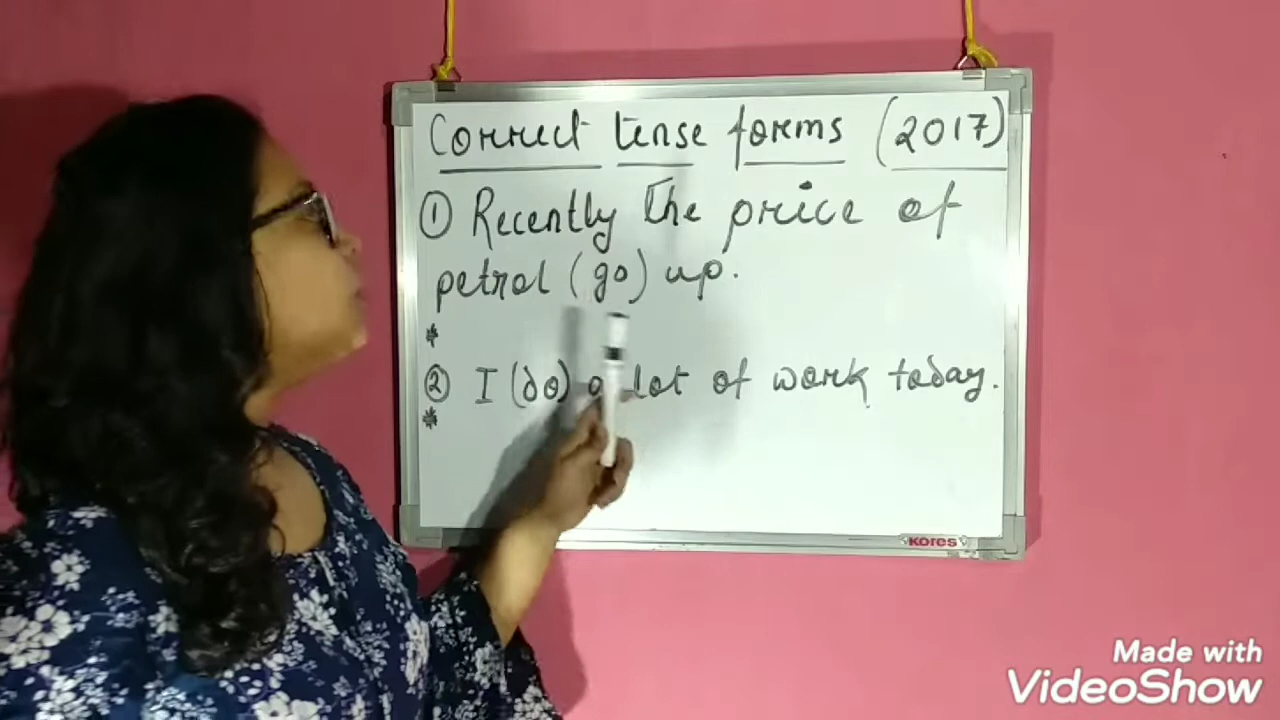 Correct tense forms (2017)
① Recently the price of
petrol (go) up.
*
② I (do) a lot of work today.
*
KORES
Made with
VideoShow